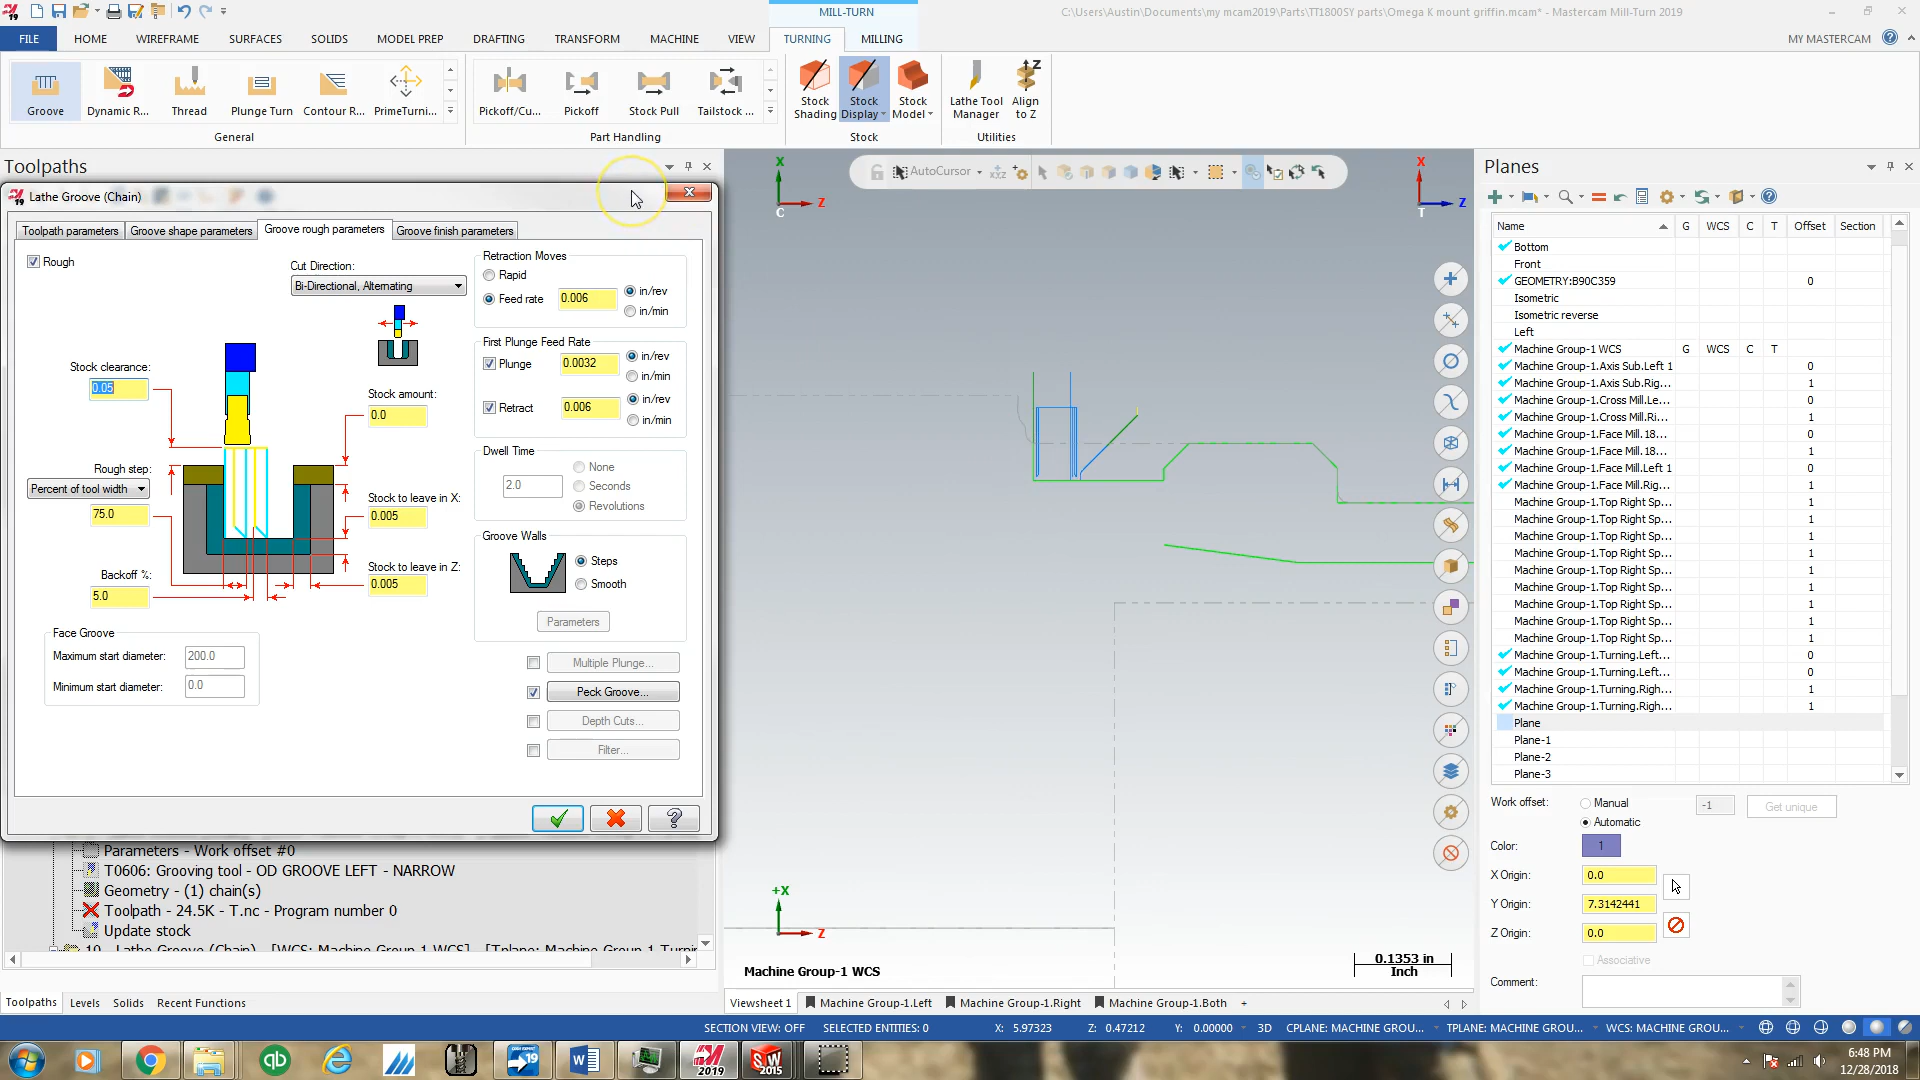 MILL-TURN
C:\Users\Austin\Documents\my mcam2019\Parts\TT1800SY parts\Omega K mount griffin.mcam* - Mastercam Mill-Turn 2019
FILE HOME WIREFRAME SURFACES SOLIDS MODEL PREP DRAFTING TRANSFORM MACHINE VIEW TURNING MILLING MY MASTERCAM
Groove Dynamic R... Thread Plunge Turn Contour R... PrimeTurni... Pickoff/Cu... Pickoff Stock Pull Tailstock ... Stock Shading Stock Display Stock Model Lathe Tool Manager Align to Z
General Part Handling Stock Utilities
Toolpaths
Lathe Groove (Chain)
Toolpath parameters Groove shape parameters Groove rough parameters Groove finish parameters
Rough
Cut Direction:
Bi-Directional, Alternating
Stock clearance:
0.05
Stock amount:
0.0
Rough step:
Percent of tool width
75.0
Stock to leave in X:
0.005
Backoff %:
5.0
Stock to leave in Z:
0.005
Face Groove
Maximum start diameter: 200.0
Minimum start diameter: 0.0
Retraction Moves
Rapid
Feed rate 0.006 in/rev
in/min
First Plunge Feed Rate
Plunge 0.0032 in/rev
in/min
Retract 0.006 in/rev
in/min
Dwell Time
None
2.0 Seconds
Revolutions
Groove Walls
Steps
Smooth
Parameters
Multiple Plunge...
Peck Groove...
Depth Cuts...
Filter...
Parameters - Work offset #0
T0606: Grooving tool - OD GROOVE LEFT - NARROW
Geometry - (1) chain(s)
Toolpath - 24.5K - T.nc - Program number 0
Update stock
Toolpaths Levels Solids Recent Functions
AutoCursor
X
Z
C
X
Z
T
+X
Z
Machine Group-1 WCS
0.1353 in
Inch
Viewsheet 1 Machine Group-1.Left Machine Group-1.Right Machine Group-1.Both +
Planes
Name G WCS C T Offset Section
Bottom
Front
GEOMETRY:B90C359 0
Isometric
Isometric reverse
Left
Machine Group-1 WCS G WCS C T
Machine Group-1.Axis Sub.Left 1 0
Machine Group-1.Axis Sub.Rig... 1
Machine Group-1.Cross Mill.Le... 0
Machine Group-1.Cross Mill.Ri... 1
Machine Group-1.Face Mill. 18... 0
Machine Group-1.Face Mill. 18... 1
Machine Group-1.Face Mill.Left 1 0
Machine Group-1.Face Mill.Rig... 1
Machine Group-1.Top Right Sp... 1
Machine Group-1.Top Right Sp... 1
Machine Group-1.Top Right Sp... 1
Machine Group-1.Top Right Sp... 1
Machine Group-1.Top Right Sp... 1
Machine Group-1.Top Right Sp... 1
Machine Group-1.Top Right Sp... 1
Machine Group-1.Top Right Sp... 1
Machine Group-1.Top Right Sp... 1
Machine Group-1.Turning.Left... 0
Machine Group-1.Turning.Left... 0
Machine Group-1.Turning.Righ... 1
Machine Group-1.Turning.Righ... 1
Plane
Plane-1
Plane-2
Plane-3
Work offset: Manual -1 Get unique
Automatic
Color: 1
X Origin: 0.0
Y Origin: 7.3142441
Z Origin: 0.0
Associative
Comment:
SECTION VIEW: OFF SELECTED ENTITIES: 0 X: 5.97323 Z: 0.47212 Y: 0.00000 3D CPLANE: MACHINE GROU... TPLANE: MACHINE GROU... WCS: MACHINE GROU...
6:48 PM
12/28/2018